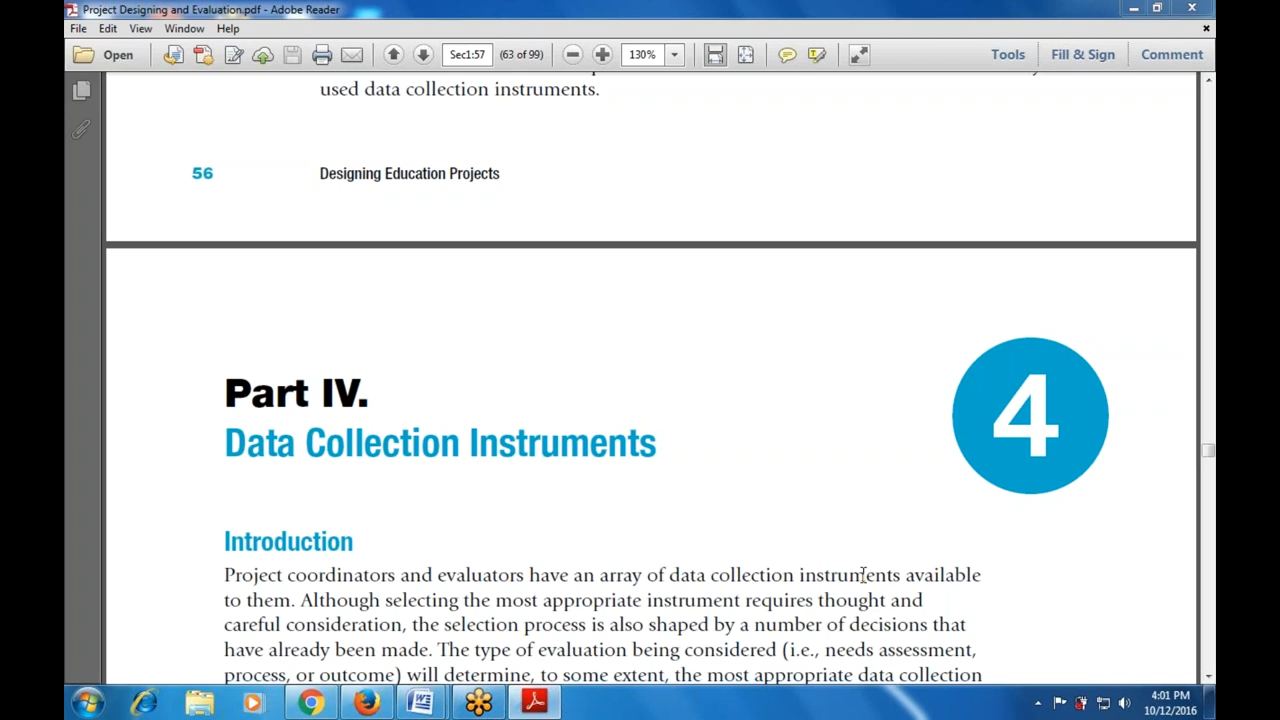 Project Designing and Evaluation.pdf - Adobe Reader
File Edit View Window Help
Open Sec1:57 (63 of 99) 130% Tools Fill & Sign Comment
used data collection instruments.
56 Designing Education Projects
Part IV.
4
Data Collection Instruments
Introduction
Project coordinators and evaluators have an array of data collection instruments available
to them. Although selecting the most appropriate instrument requires thought and
careful consideration, the selection process is also shaped by a number of decisions that
have already been made. The type of evaluation being considered (i.e., needs assessment,
process, or outcome) will determine, to some extent, the most appropriate data collection
4:01 PM
10/12/2016